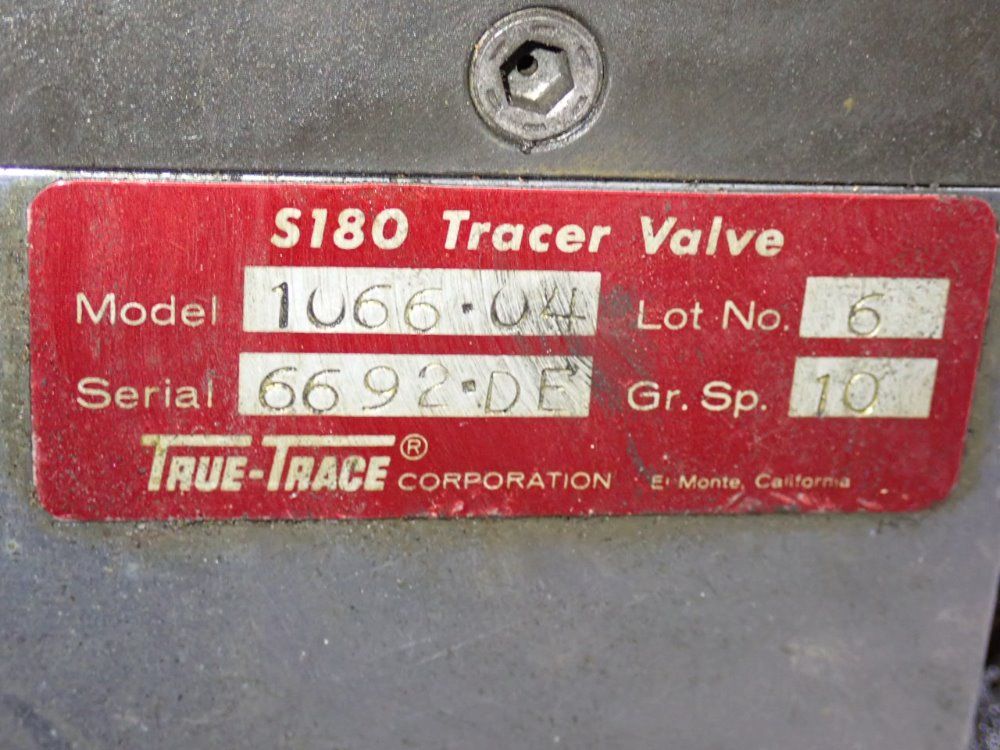 S180 Tracer Valve
Model 1066·04 Lot No. 6
Serial 6692·DE Gr. Sp. 10
TRUE-TRACE® CORPORATION El Monte, California